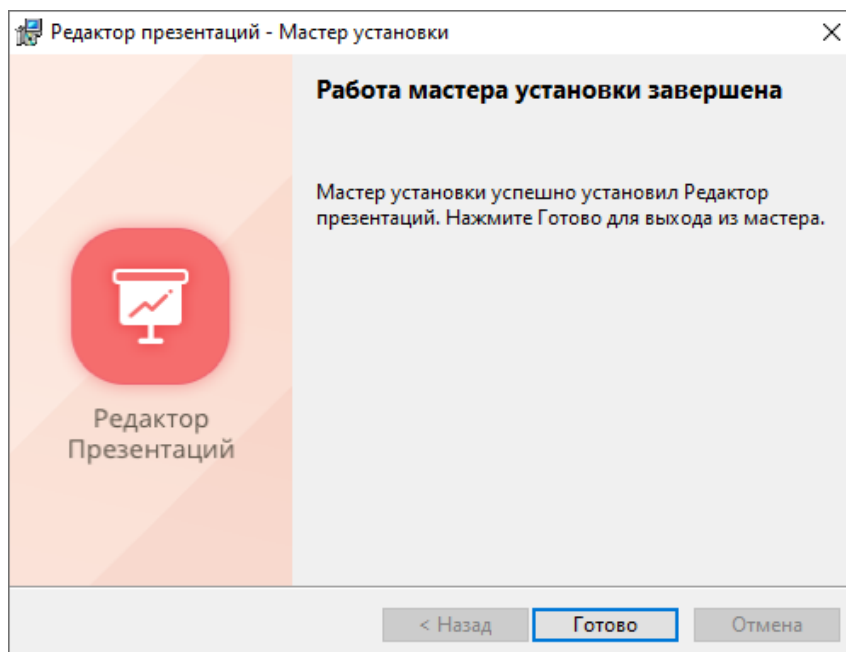 Редактор презентаций - Мастер установки
Работа мастера установки завершена
Мастер установки успешно установил Редактор
презентаций. Нажмите Готово для выхода из мастера.
Редактор
Презентаций
< Назад
Готово
Отмена